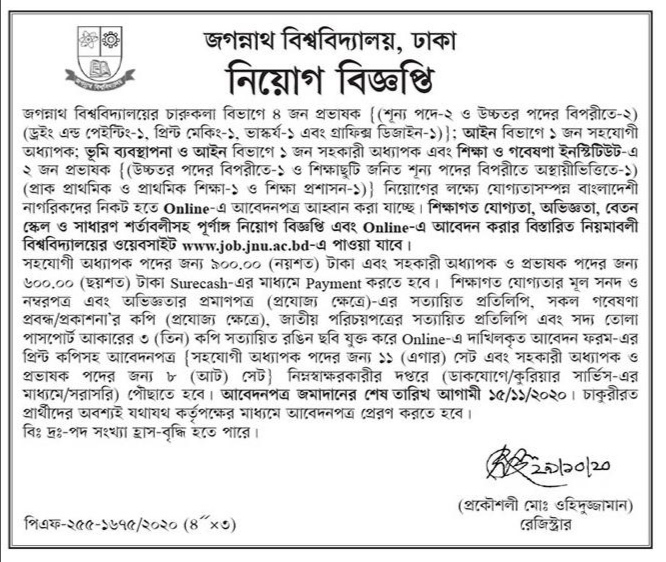 জগন্নাথ বিশ্ববিদ্যালয়, ঢাকা
নিয়োগ বিজ্ঞপ্তি
জগন্নাথ বিশ্ববিদ্যালয়ের চারুকলা বিভাগে ৪ জন প্রভাষক {(শূন্য পদে-২ ও উচ্চতর পদের বিপরীতে-২)
(ড্রইং এন্ড পেইন্টিং-১, প্রিন্ট মেকিং-১, ভাস্কর্য-১ এবং গ্রাফিক্স ডিজাইন-১)}; আইন বিভাগে ১ জন সহযোগী
অধ্যাপক; ভূমি ব্যবস্থাপনা ও আইন বিভাগে ১ জন সহকারী অধ্যাপক এবং শিক্ষা ও গবেষণা ইনস্টিটিউট-এ
২ জন প্রভাষক {(উচ্চতর পদের বিপরীতে-১ ও শিক্ষাছুটি জনিত শূন্য পদের বিপরীতে অস্থায়ীভিত্তিতে-১)
(প্রাক প্রাথমিক ও প্রাথমিক শিক্ষা-১ ও শিক্ষা প্রশাসন-১)} নিয়োগের লক্ষ্যে যোগ্যতাসম্পন্ন বাংলাদেশী
নাগরিকদের নিকট হতে Online-এ আবেদনপত্র আহবান করা যাচ্ছে। শিক্ষাগত যোগ্যতা, অভিজ্ঞতা, বেতন
স্কেল ও সাধারণ শর্তাবলীসহ পূর্ণাঙ্গ নিয়োগ বিজ্ঞপ্তি এবং Online-এ আবেদন করার বিস্তারিত নিয়মাবলী
বিশ্ববিদ্যালয়ের ওয়েবসাইট www.job.jnu.ac.bd-এ পাওয়া যাবে।
সহযোগী অধ্যাপক পদের জন্য ৯০০.০০ (নয়শত) টাকা এবং সহকারী অধ্যাপক ও প্রভাষক পদের জন্য
৬০০.০০ (ছয়শত) টাকা Surecash-এর মাধ্যমে Payment করতে হবে। শিক্ষাগত যোগ্যতার মূল সনদ ও
নম্বরপত্র এবং অভিজ্ঞতার প্রমাণপত্র (প্রযোজ্য ক্ষেত্রে)-এর সত্যায়িত প্রতিলিপি, সকল গবেষণা
প্রবন্ধ/প্রকাশনা'র কপি (প্রযোজ্য ক্ষেত্রে), জাতীয় পরিচয়পত্রের সত্যায়িত প্রতিলিপি এবং সদ্য তোলা
পাসপোর্ট আকারের ৩ (তিন) কপি সত্যায়িত রঙিন ছবি যুক্ত করে Online-এ দাখিলকৃত আবেদন ফরম-এর
প্রিন্ট কপিসহ আবেদনপত্র {সহযোগী অধ্যাপক পদের জন্য ১১ (এগার) সেট এবং সহকারী অধ্যাপক ও
প্রভাষক পদের জন্য ৮ (আট) সেট} নিম্নস্বাক্ষরকারীর দপ্তরে (ডাকযোগে/কুরিয়ার সার্ভিস-এর
মাধ্যমে/সরাসরি) পৌঁছাতে হবে। আবেদনপত্র জমাদানের শেষ তারিখ আগামী ১৫/১১/২০২০। চাকুরীরত
প্রার্থীদের অবশ্যই যথাযথ কর্তৃপক্ষের মাধ্যমে আবেদনপত্র প্রেরণ করতে হবে।
বিঃ দ্রঃ-পদ সংখ্যা হ্রাস-বৃদ্ধি হতে পারে।
(প্রকৌশলী মোঃ ওহিদুজ্জামান)
রেজিস্ট্রার
পিএফ-২৫৫-১৬৭৫/২০২০ (৪˝×৩)